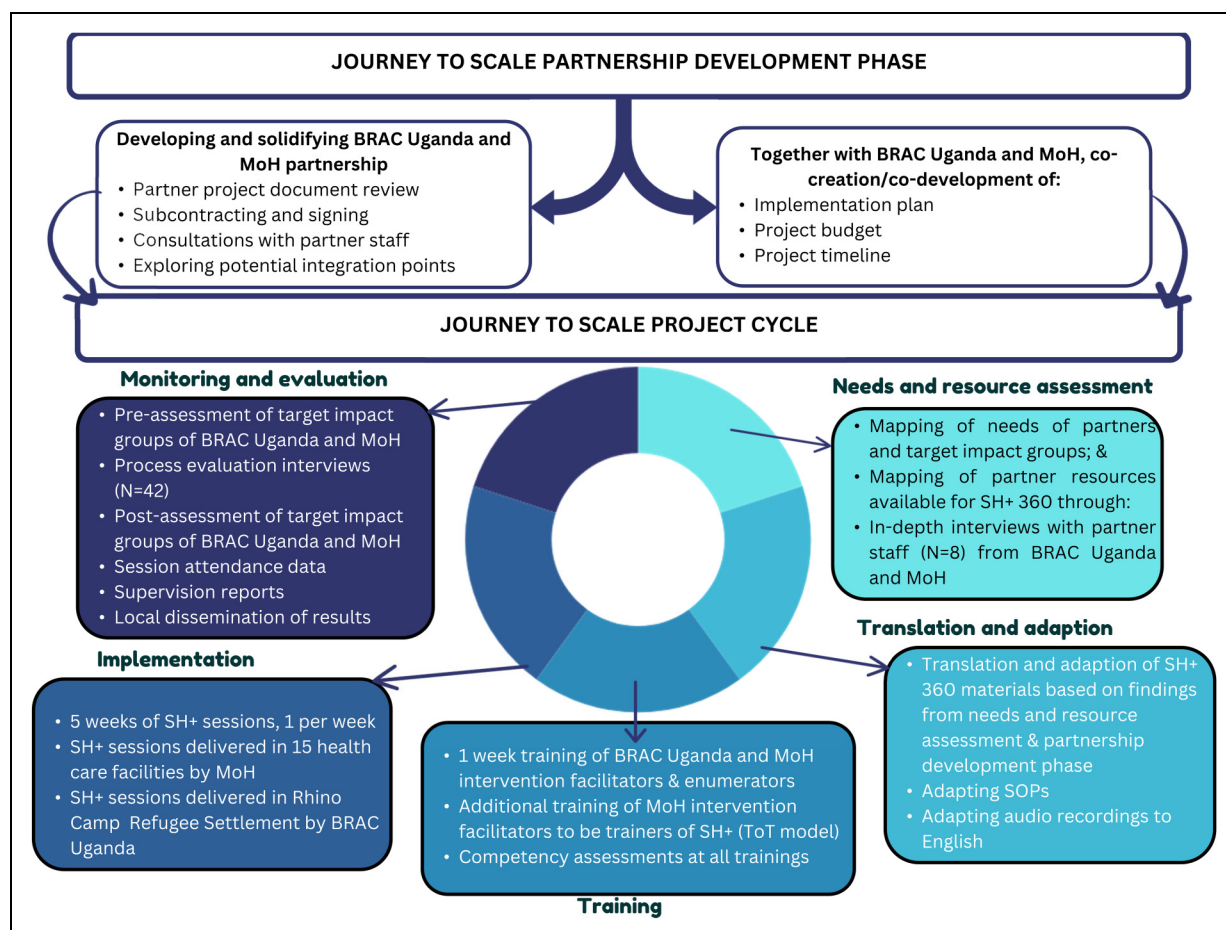 JOURNEY TO SCALE PARTNERSHIP DEVELOPMENT PHASE
Developing and solidifying BRAC Uganda and
MoH partnership
• Partner project document review
• Subcontracting and signing
• Consultations with partner staff
• Exploring potential integration points
Together with BRAC Uganda and MoH, co-
creation/co-development of:
• Implementation plan
• Project budget
• Project timeline
JOURNEY TO SCALE PROJECT CYCLE
Monitoring and evaluation
• Pre-assessment of target impact
groups of BRAC Uganda and MoH
• Process evaluation interviews
(N=42)
• Post-assessment of target impact
groups of BRAC Uganda and MoH
• Session attendance data
• Supervision reports
• Local dissemination of results
Needs and resource assessment
• Mapping of needs of partners
and target impact groups; &
• Mapping of partner resources
available for SH+ 360 through:
• In-depth interviews with partner
staff (N=8) from BRAC Uganda
and MoH
Implementation
• 5 weeks of SH+ sessions, 1 per week
• SH+ sessions delivered in 15 health
care facilities by MoH
• SH+ sessions delivered in Rhino
Camp Refugee Settlement by BRAC
Uganda
• 1 week training of BRAC Uganda and MoH
intervention facilitators & enumerators
• Additional training of MoH intervention
facilitators to be trainers of SH+ (ToT model)
• Competency assessments at all trainings
Training
Translation and adaption
• Translation and adaption of SH+
360 materials based on findings
from needs and resource
assessment & partnership
development phase
• Adapting SOPs
• Adapting audio recordings to
English